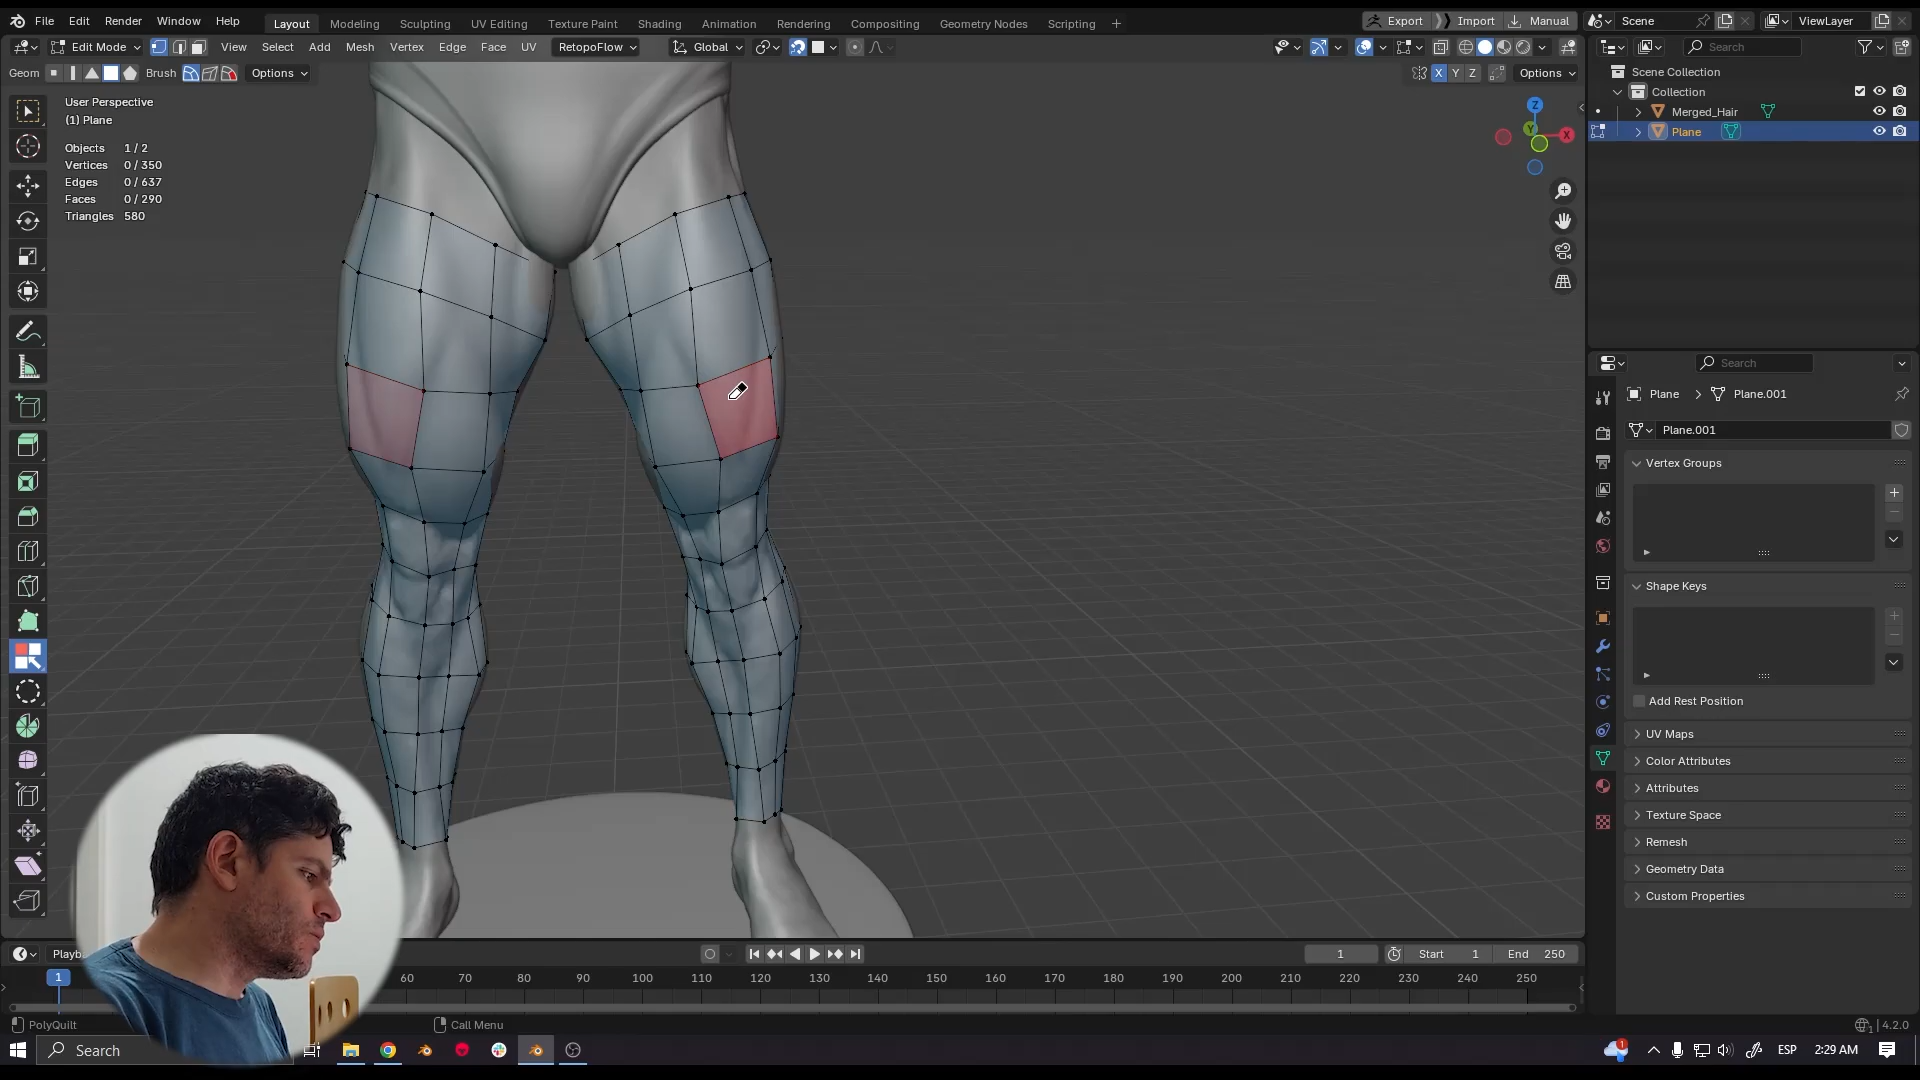 File Edit Render Window Help Layout Modeling Sculpting UV Editing Texture Paint Shading Animation Rendering Compositing Geometry Nodes Scripting + Export Import Manual Scene ViewLayer
Edit Mode View Select Add Mesh Vertex Edge Face UV RetopoFlow Global Search
Geom Brush Options X Y Z Options
Scene Collection
Collection
Merged_Hair
Plane
User Perspective
(1) Plane
Objects 1 / 2
Vertices 0 / 350
Edges 0 / 637
Faces 0 / 290
Triangles 580
Z
Y
X
Search
Plane > Plane.001
Plane.001
Vertex Groups
Shape Keys
Add Rest Position
UV Maps
Color Attributes
Attributes
Texture Space
Remesh
Geometry Data
Custom Properties
1 Start 1 End 250
1 60 70 80 90 100 110 120 130 140 150 160 170 180 190 200 210 220 230 240 250
PolyQuilt Call Menu 4.2.0
Search ESP 2:29 AM